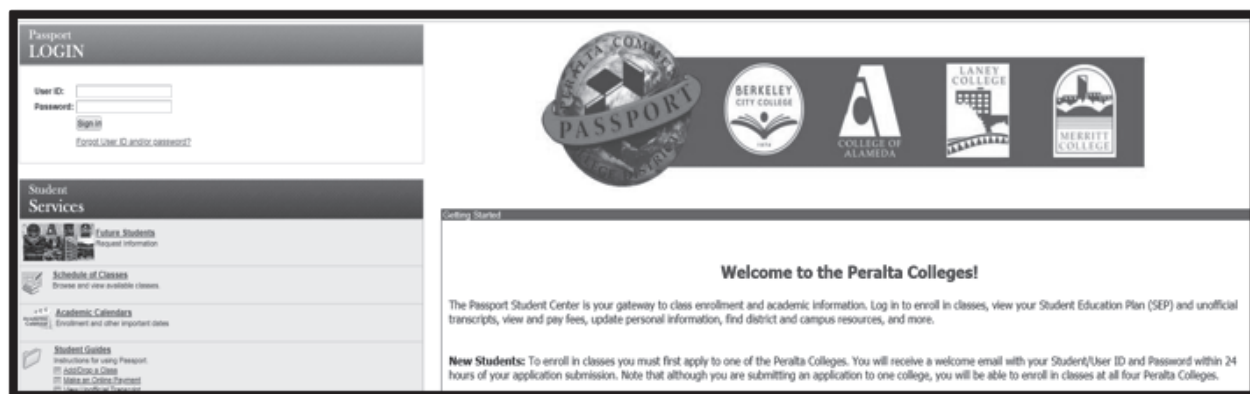 Passport
LOGIN
User ID:
Password:
Sign in
Forgot User ID and/or password?
Student
Services
Future Students
Request information
Schedule of Classes
Browse and view available classes.
Academic Calendars
Enrollment and other important dates
Student Guides
Instructions for using Passport.
Add/Drop a Class
Make an Online Payment
View Unofficial Transcript
PERALTA COMMUNITY
PASSPORT
COLLEGE DISTRICT
BERKELEY
CITY COLLEGE
1974
COLLEGE OF
ALAMEDA
LANEY
COLLEGE
MERRITT
COLLEGE
Getting Started
Welcome to the Peralta Colleges!
The Passport Student Center is your gateway to class enrollment and academic information. Log in to enroll in classes, view your Student Education Plan (SEP) and unofficial
transcripts, view and pay fees, update personal information, find district and campus resources, and more.
New Students: To enroll in classes you must first apply to one of the Peralta Colleges. You will receive a welcome email with your Student/User ID and Password within 24
hours of your application submission. Note that although you are submitting an application to one college, you will be able to enroll in classes at all four Peralta Colleges.